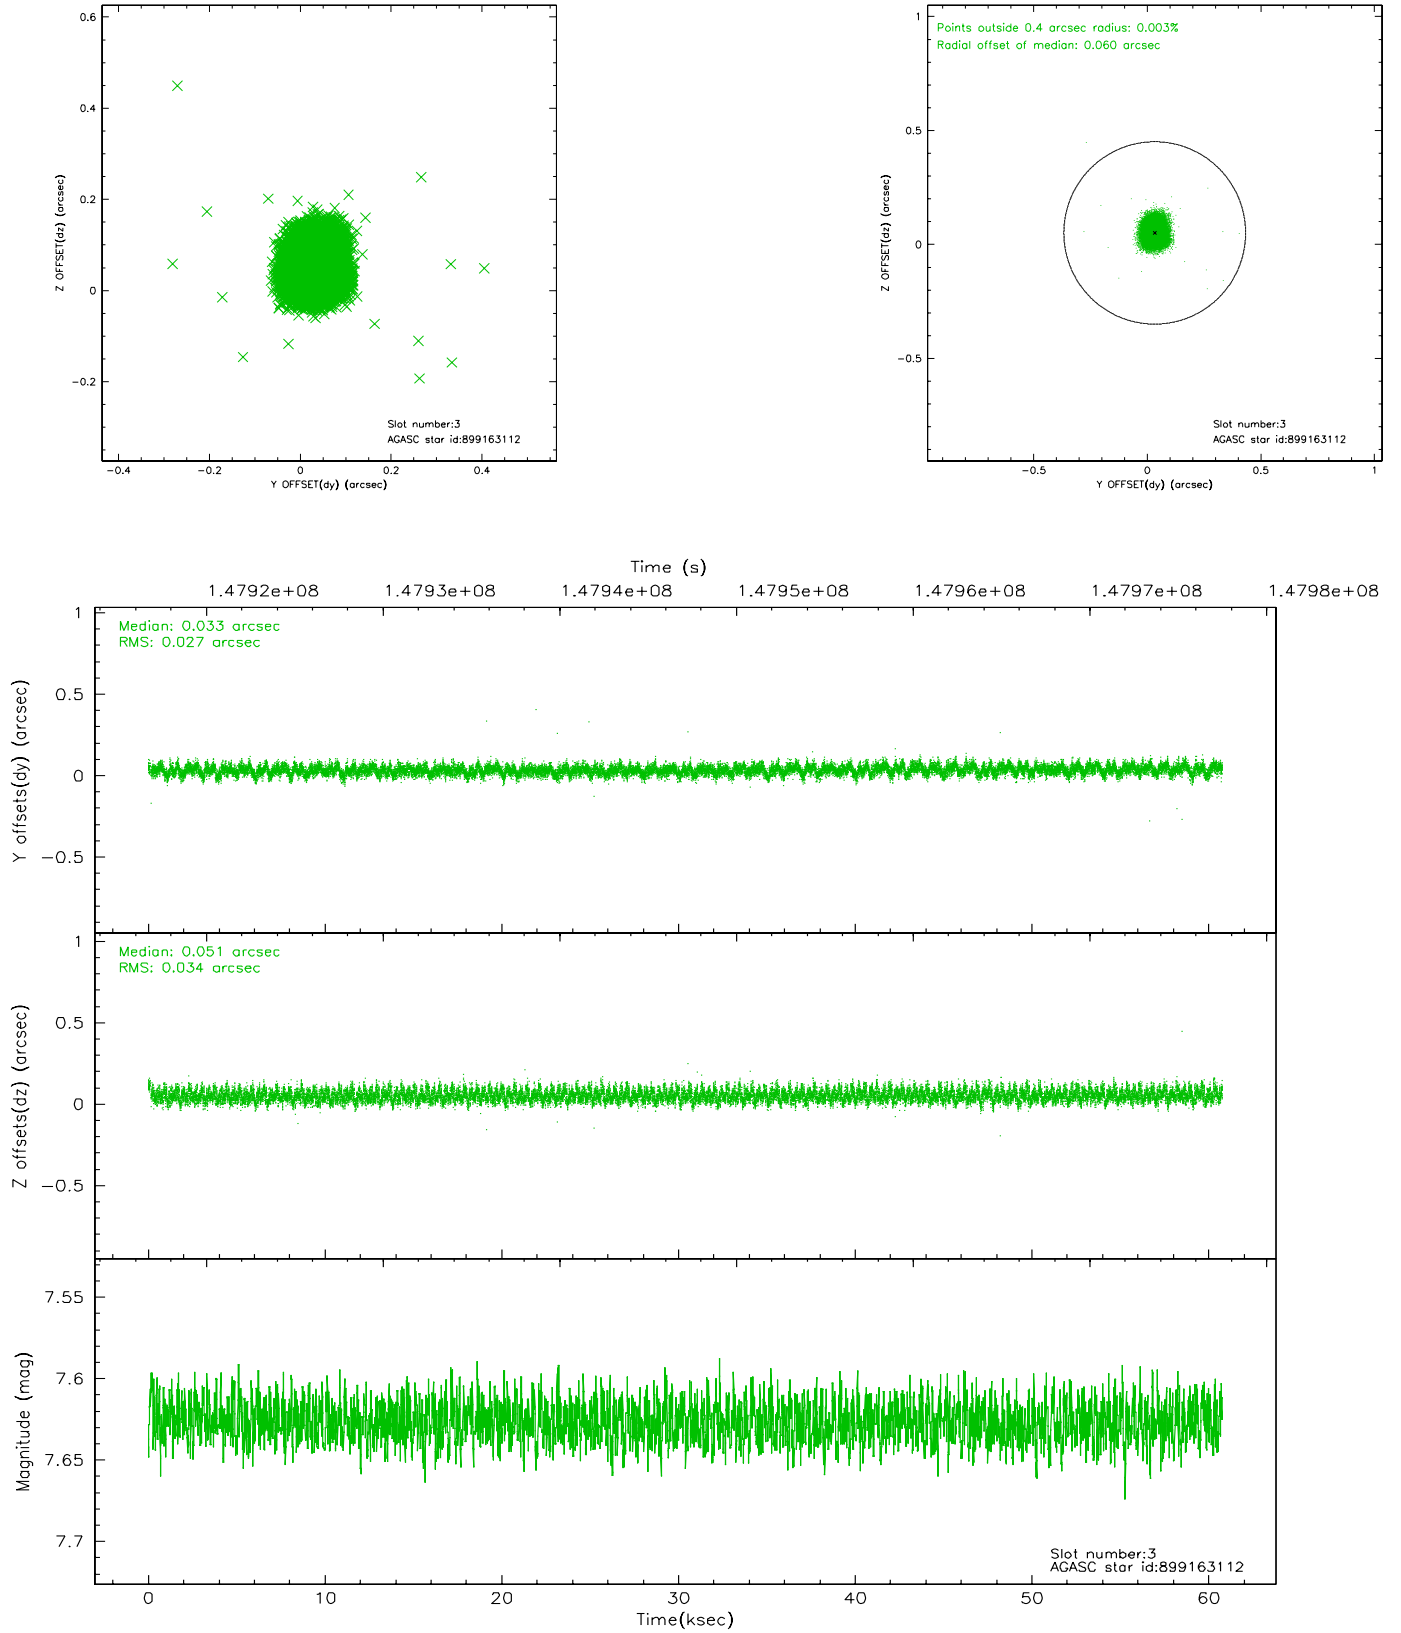 0.6
0.4
0.2
0
−0.2
Z OFFSET(dz) (arcsec)
Slot number:3
AGASC star id:899163112
−0.4 −0.2 0 0.2 0.4
Y OFFSET(dy) (arcsec)
Points outside 0.4 arcsec radius: 0.003%
Radial offset of median: 0.060 arcsec
1
0.5
0
−0.5
Z OFFSET(dz) (arcsec)
Slot number:3
AGASC star id:899163112
−0.5 0 0.5 1
Y OFFSET(dy) (arcsec)
Time (s)
1.4792e+08 1.4793e+08 1.4794e+08 1.4795e+08 1.4796e+08 1.4797e+08 1.4798e+08
Median: 0.033 arcsec
RMS: 0.027 arcsec
1
0.5
0
−0.5
Y offsets(dy) (arcsec)
Median: 0.051 arcsec
RMS: 0.034 arcsec
1
0.5
0
−0.5
Z offsets(dz) (arcsec)
7.55
7.6
7.65
7.7
Magnitude (mag)
Slot number:3
AGASC star id:899163112
0 10 20 30 40 50 60
Time(ksec)